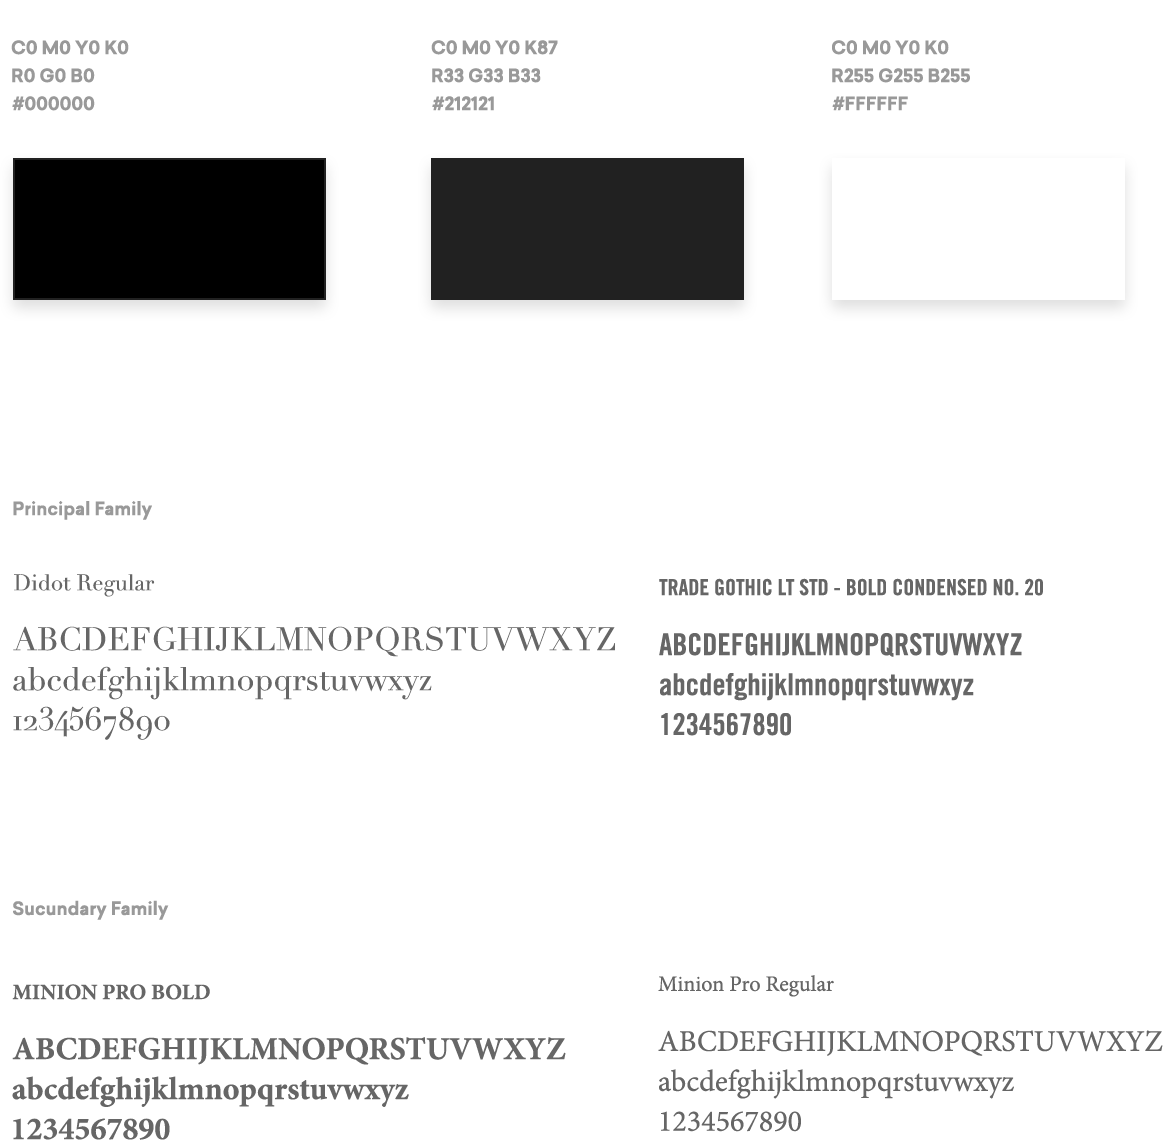 C0 M0 Y0 K0
R0 G0 B0
#000000
C0 M0 Y0 K87
R33 G33 B33
#212121
C0 M0 Y0 K0
R255 G255 B255
#FFFFFF
Principal Family
Didot Regular
ABCDEFGHIJKLMNOPQRSTUVWXYZ
abcdefghijklmnopqrstuvwxyz
1234567890
TRADE GOTHIC LT STD - BOLD CONDENSED NO. 20
ABCDEFGHIJKLMNOPQRSTUVWXYZ
abcdefghijklmnopqrstuvwxyz
1234567890
Sucundary Family
MINION PRO BOLD
ABCDEFGHIJKLMNOPQRSTUVWXYZ
abcdefghijklmnopqrstuvwxyz
1234567890
Minion Pro Regular
ABCDEFGHIJKLMNOPQRSTUVWXYZ
abcdefghijklmnopqrstuvwxyz
1234567890